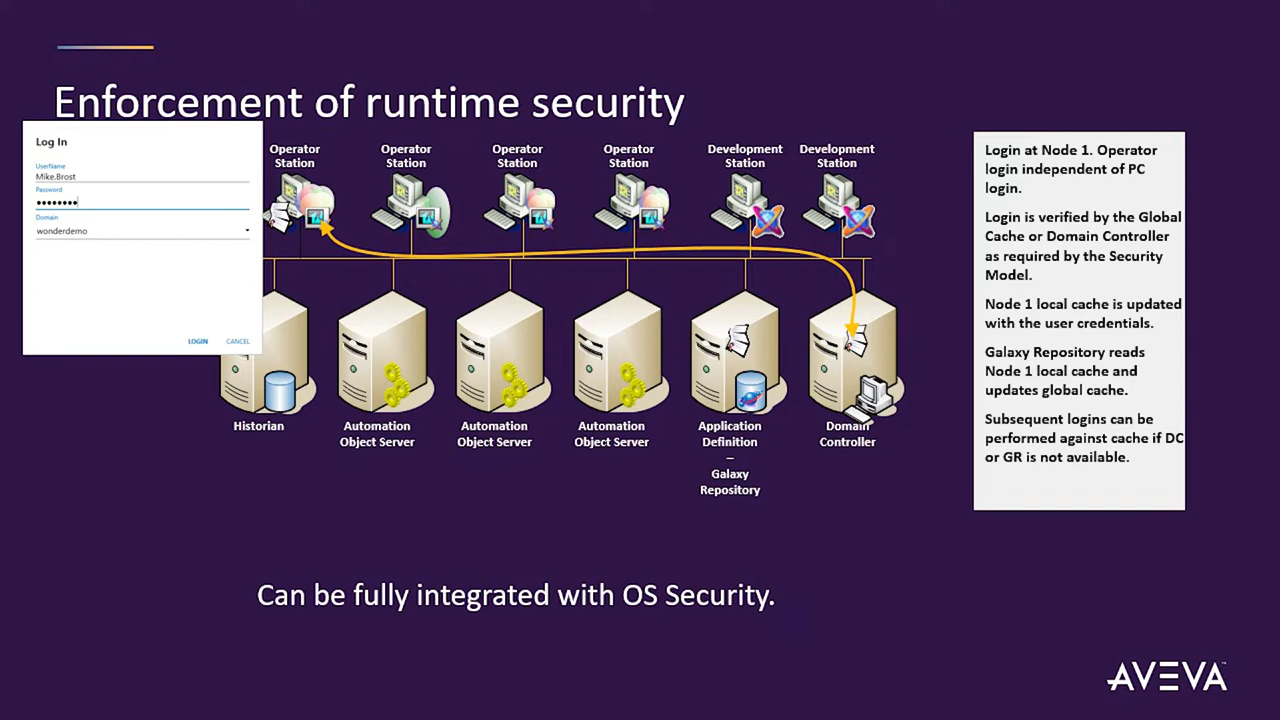 Enforcement of runtime security
Log In
UserName
Mike.Brost
Password
••••••••
Domain
wonderdemo
LOGIN CANCEL
Operator
Station
Operator
Station
Operator
Station
Operator
Station
Development
Station
Development
Station
Historian
Automation
Object Server
Automation
Object Server
Automation
Object Server
Application
Definition
–
Galaxy
Repository
Domain
Controller
Login at Node 1. Operator
login independent of PC
login.
Login is verified by the Global
Cache or Domain Controller
as required by the Security
Model.
Node 1 local cache is updated
with the user credentials.
Galaxy Repository reads
Node 1 local cache and
updates global cache.
Subsequent logins can be
performed against cache if DC
or GR is not available.
Can be fully integrated with OS Security.
AVEVA™